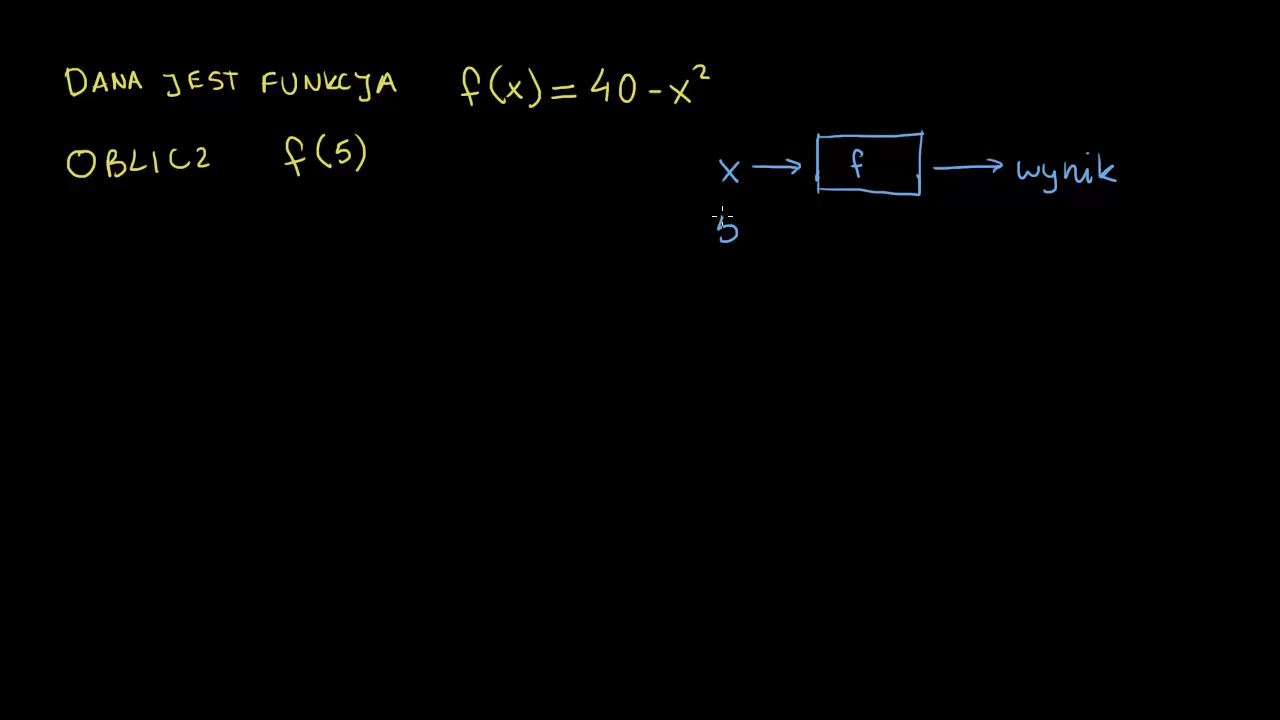 DANA JEST FUNKCJA f(x) = 40 - x²
OBLICZ f(5)
x → f → wynik
5